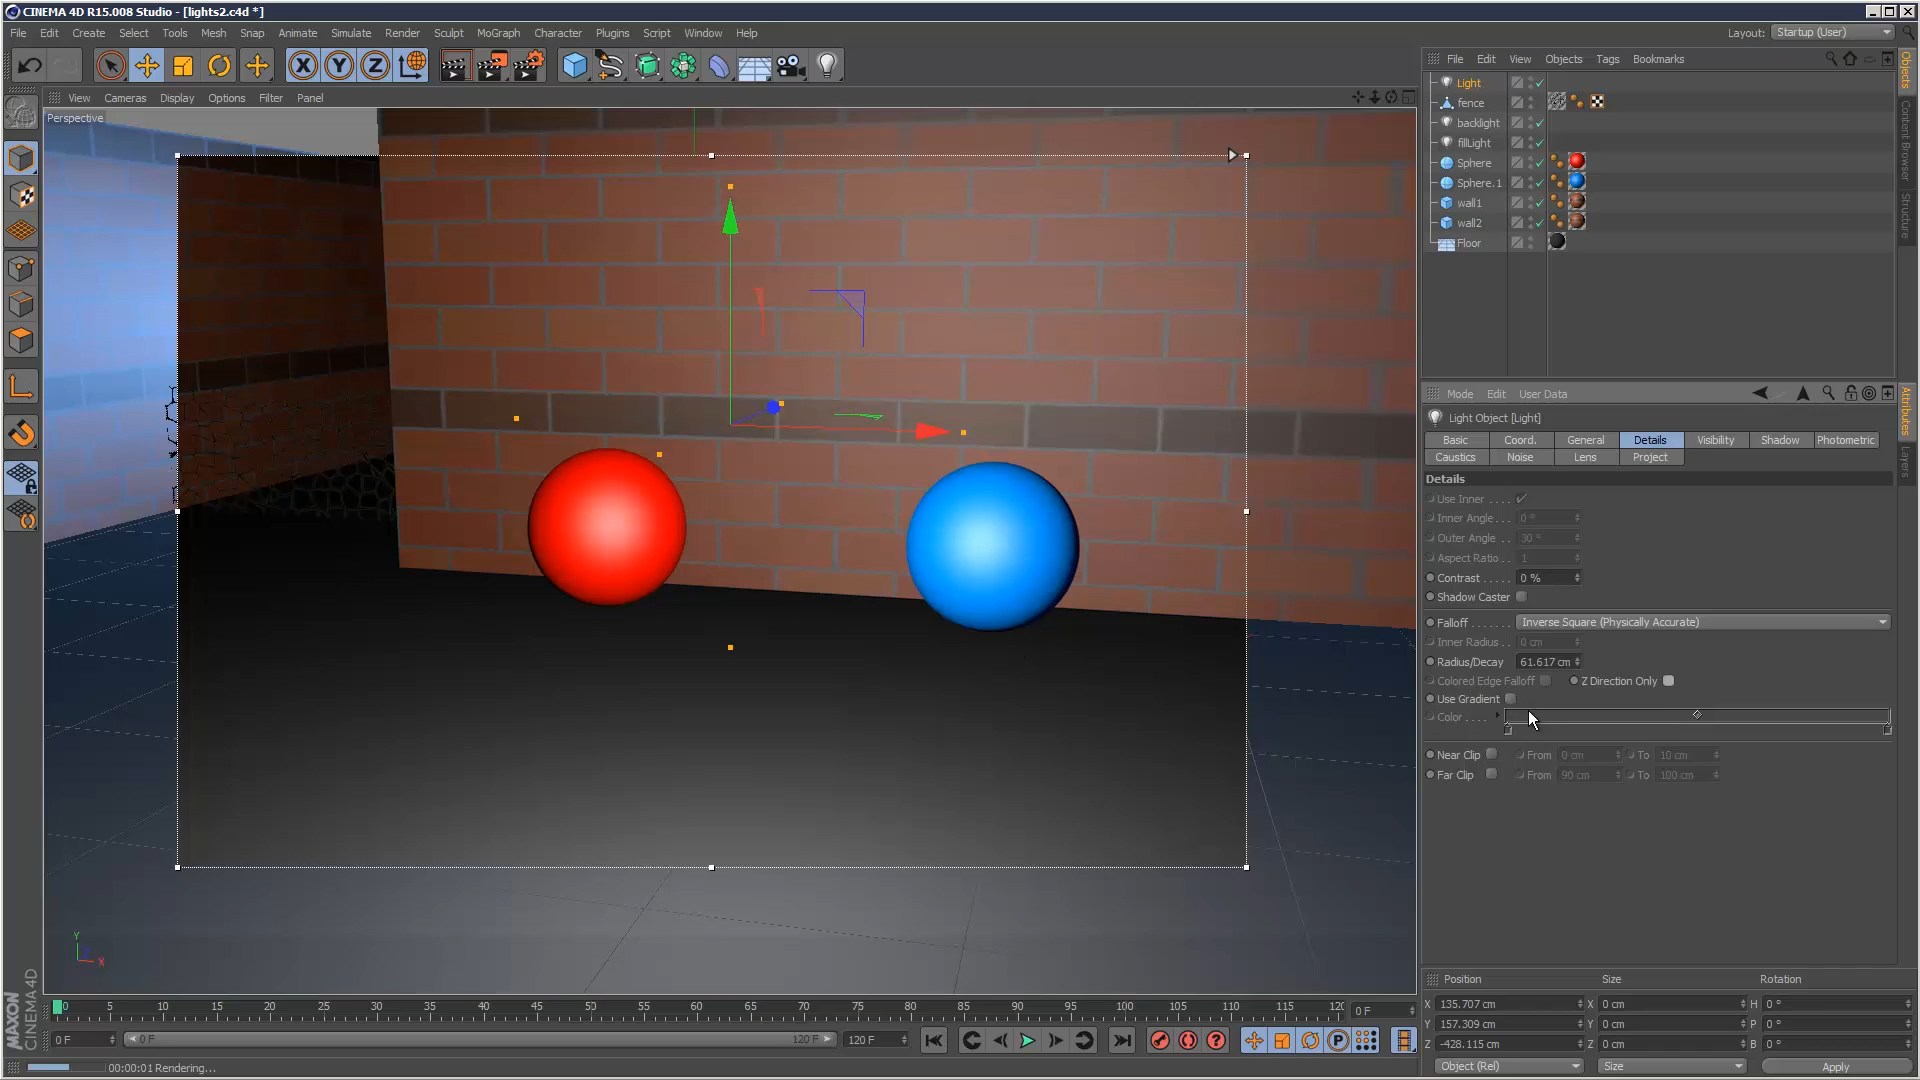 CINEMA 4D R15.008 Studio - [lights2.c4d *]
File Edit Create Select Tools Mesh Snap Animate Simulate Render Sculpt MoGraph Character Plugins Script Window Help
Layout: Startup (User)
File Edit View Objects Tags Bookmarks
View Cameras Display Options Filter Panel
Perspective
Light
fence
backlight
fillLight
Sphere
Sphere.1
wall1
wall2
Floor
Objects
Content Browser
Structure
Mode Edit User Data
Attributes
Layers
Light Object [Light]
Basic Coord. General Details Visibility Shadow Photometric
Caustics Noise Lens Project
Details
Use Inner ....
Inner Angle ... 0 °
Outer Angle ... 30 °
Aspect Ratio .. 1
Contrast ..... 0 %
Shadow Caster
Falloff ....... Inverse Square (Physically Accurate)
Inner Radius .. 0 cm
Radius/Decay 61.617 cm
Colored Edge Falloff Z Direction Only
Use Gradient
Color ....
Near Clip From 0 cm To 10 cm
Far Clip From 90 cm To 100 cm
Y
X
Position Size Rotation
X 135.707 cm X 0 cm H 0 °
Y 157.309 cm Y 0 cm P 0 °
Z -428.115 cm Z 0 cm B 0 °
Object (Rel) Size Apply
0 5 10 15 20 25 30 35 40 45 50 55 60 65 70 75 80 85 90 95 100 105 110 115 120 0 F
0 F 0 F 120 F 120 F
MAXON
CINEMA 4D
00:00:01 Rendering...